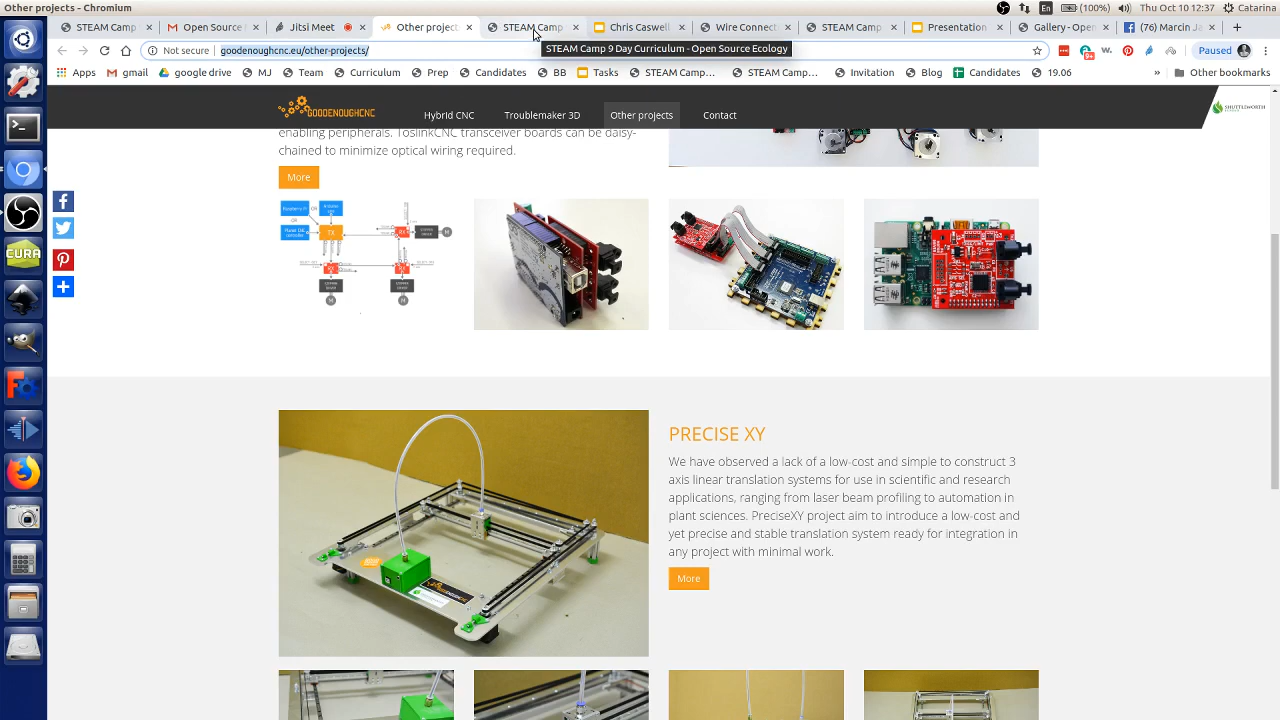 Other projects - Chromium
En
(100%)
Thu Oct 10 12:37
Catarina
STEAM Camp
Open Source
Jitsi Meet
Other project
STEAM Camp
Chris Caswell
Wire Connect
STEAM Camp
Presentation
Gallery - Ope
(76) Marcin Ja
Not secure
goodenoughcnc.eu/other-projects/
STEAM Camp 9 Day Curriculum - Open Source Ecology
9+
Paused
Apps
gmail
MJ
Team
Curriculum
Prep
Candidates
BB
Tasks
STEAM Camp...
STEAM Camp...
Invitation
Blog
Candidat
19.06
Other bookmarks
GOODENOUGHCNC
Hybrid CNC
Troublemaker 3D
Other projects
Contact
SHUTTLEWORTH
enabling peripherals. ToslinkCNC transceiver boards can be daisy-
chained to minimize optical wiring required.
More
TX
RX
M
M
M
CURA
PRECISE XY
We have observed a lack of a low-cost and simple to construct 3
axis linear translation systems for use in scientific and research
applications ranging from laser beam profiling to automation in
plant sciences. PreciseXY project aim to introduce a low-cost and
yet precise and stable translation system ready for integration in
any project with minimal work.
More